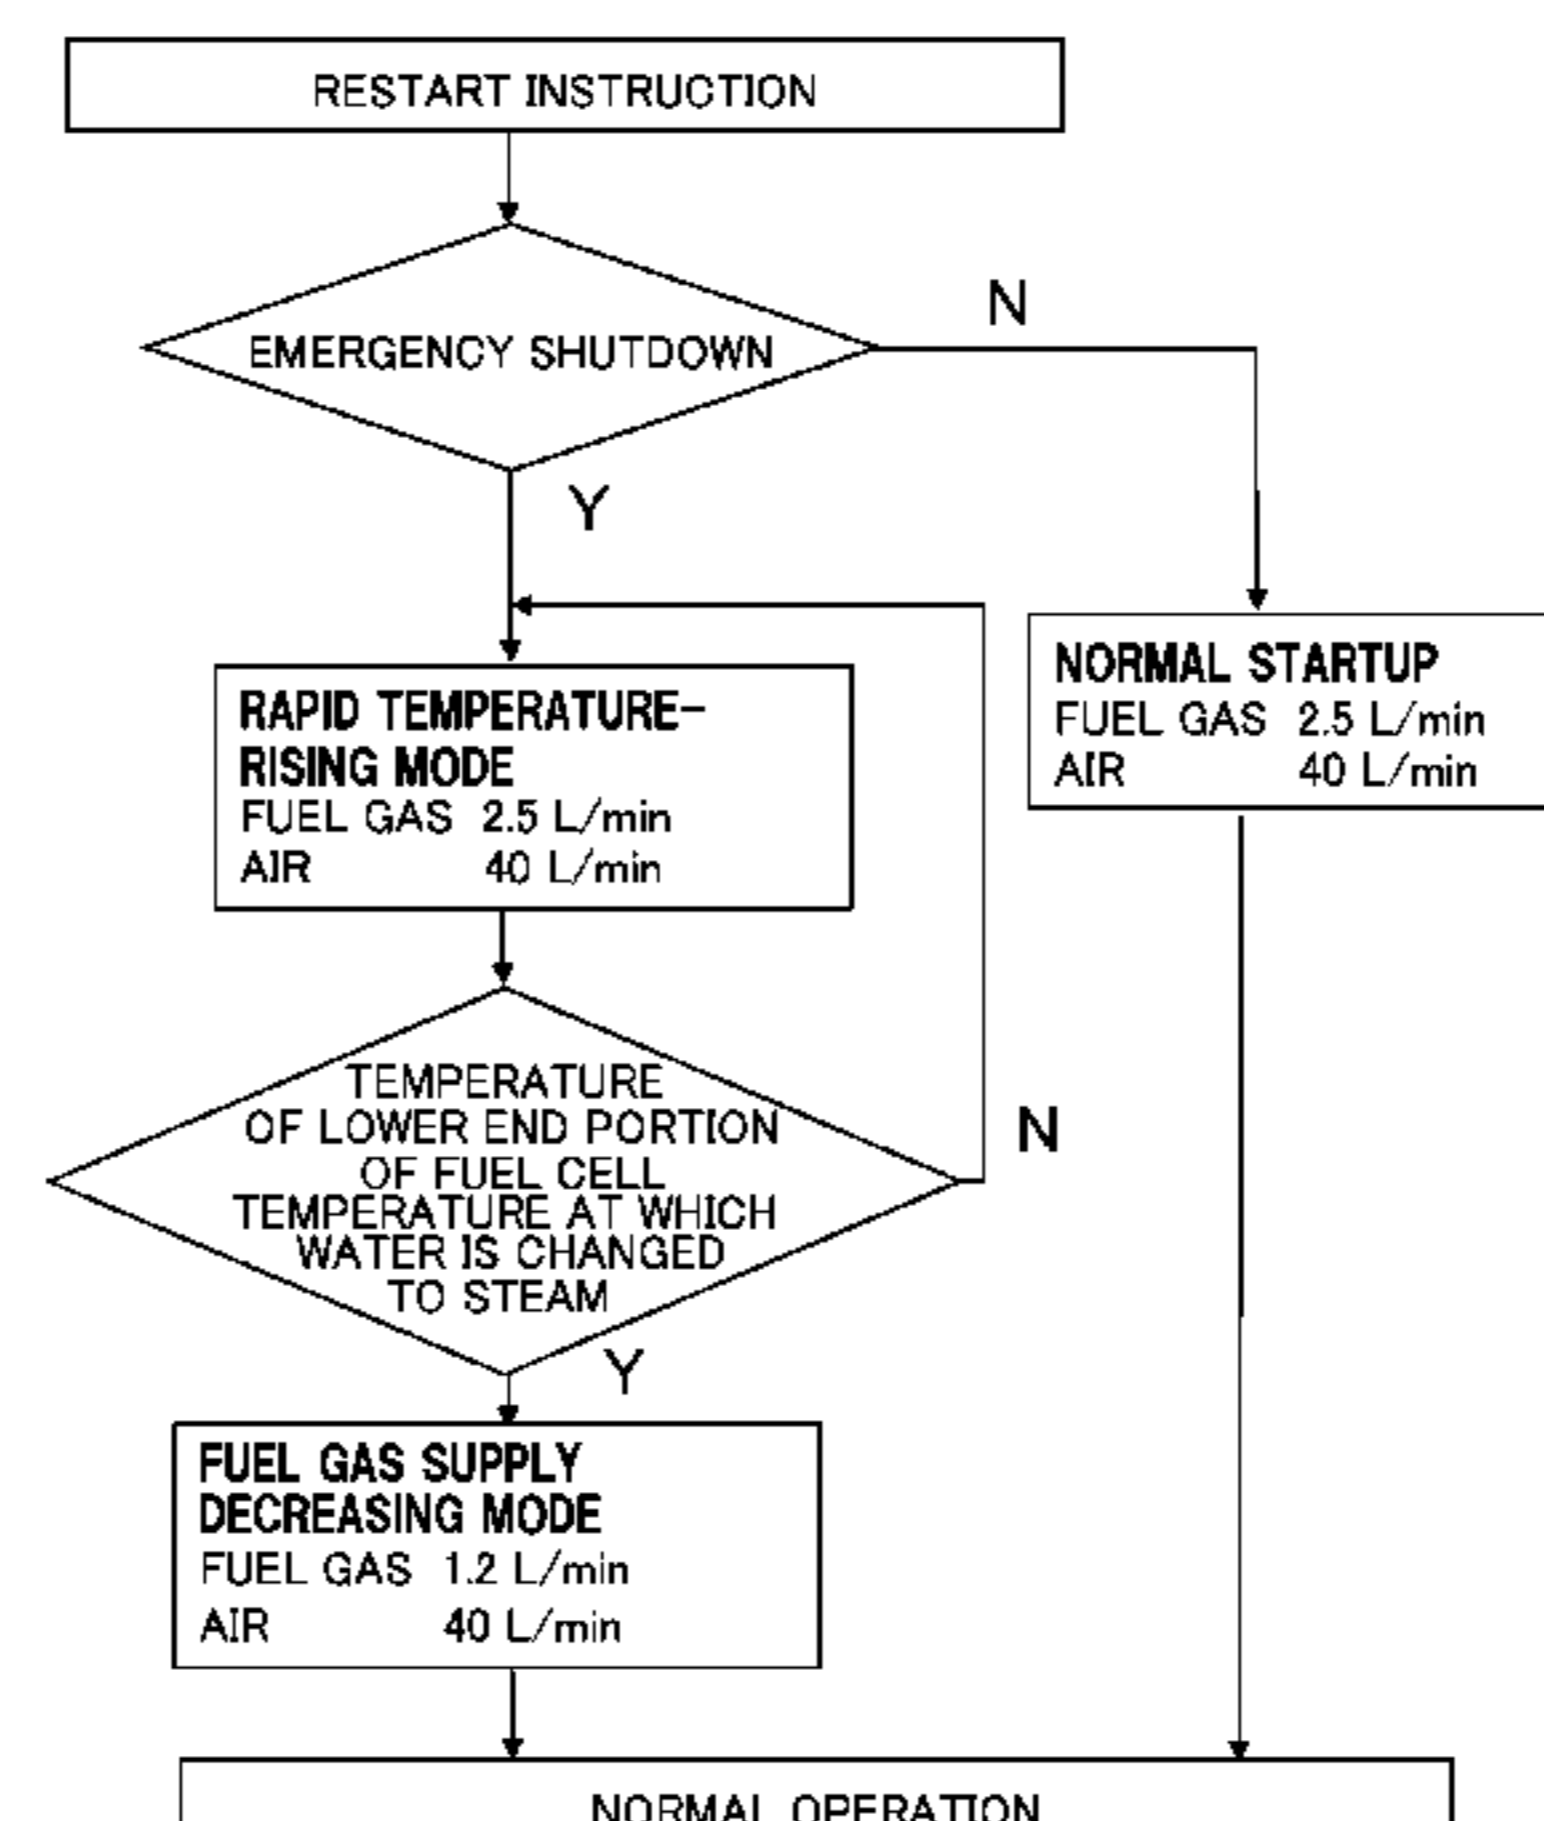 RESTART INSTRUCTION
EMERGENCY SHUTDOWN
N
Y
NORMAL STARTUP
FUEL GAS 2.5 L/min
AIR 40 L/min
RAPID TEMPERATURE-
RISING MODE
FUEL GAS 2.5 L/min
AIR 40 L/min
TEMPERATURE
OF LOWER END PORTION
OF FUEL CELL
TEMPERATURE AT WHICH
WATER IS CHANGED
TO STEAM
N
Y
FUEL GAS SUPPLY
DECREASING MODE
FUEL GAS 1.2 L/min
AIR 40 L/min
NORMAL OPERATION